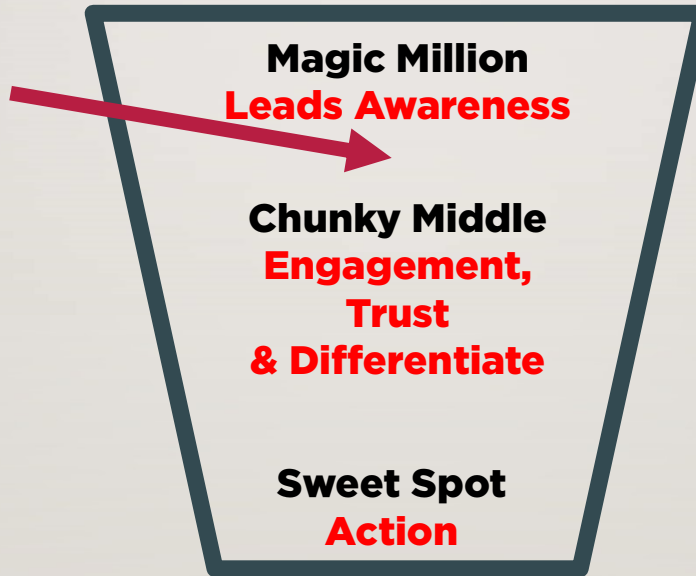 Magic Million
Leads Awareness
Chunky Middle
Engagement,
Trust
& Differentiate
Sweet Spot
Action